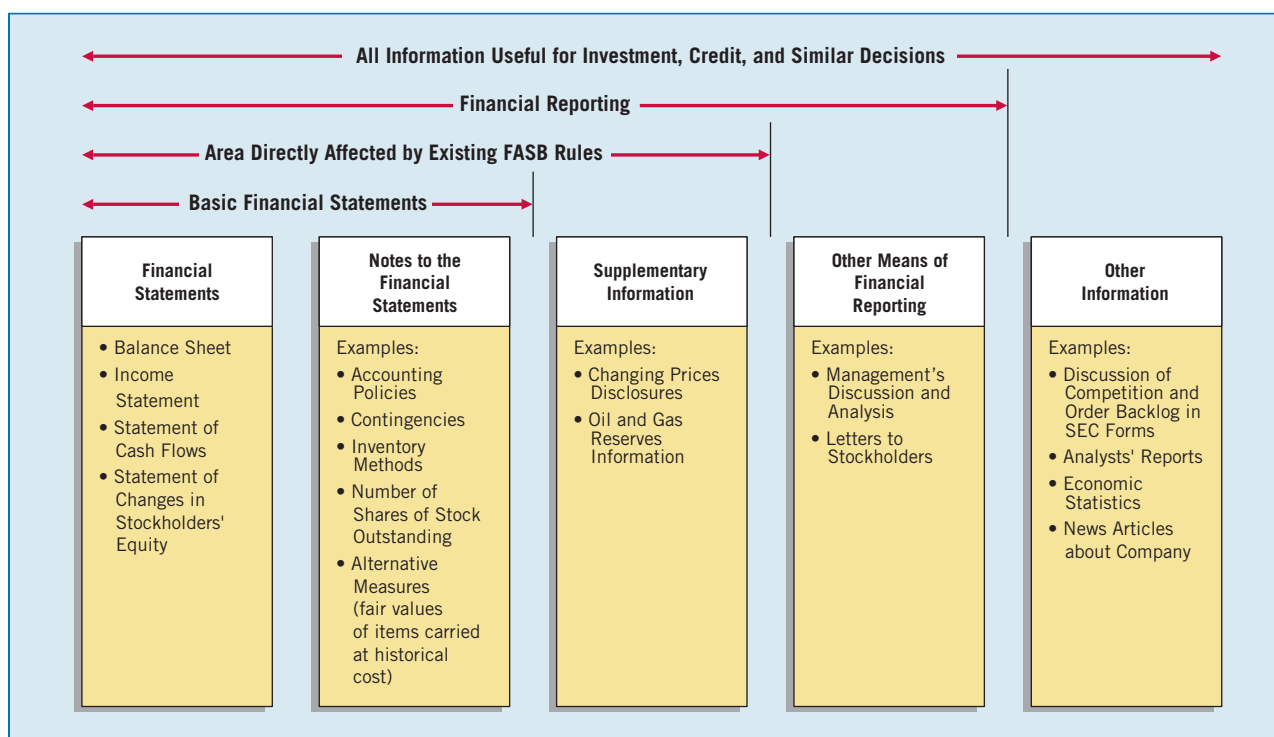 All Information Useful for Investment, Credit, and Similar Decisions
Financial Reporting
Area Directly Affected by Existing FASB Rules
Basic Financial Statements
Financial
Statements
• Balance Sheet
• Income
Statement
• Statement of
Cash Flows
• Statement of
Changes in
Stockholders'
Equity
Notes to the
Financial
Statements
Examples:
• Accounting
Policies
• Contingencies
• Inventory
Methods
• Number of
Shares of Stock
Outstanding
• Alternative
Measures
(fair values
of items carried
at historical
cost)
Supplementary
Information
Examples:
• Changing Prices
Disclosures
• Oil and Gas
Reserves
Information
Other Means of
Financial
Reporting
Examples:
• Management’s
Discussion and
Analysis
• Letters to
Stockholders
Other
Information
Examples:
• Discussion of
Competition and
Order Backlog in
SEC Forms
• Analysts' Reports
• Economic
Statistics
• News Articles
about Company